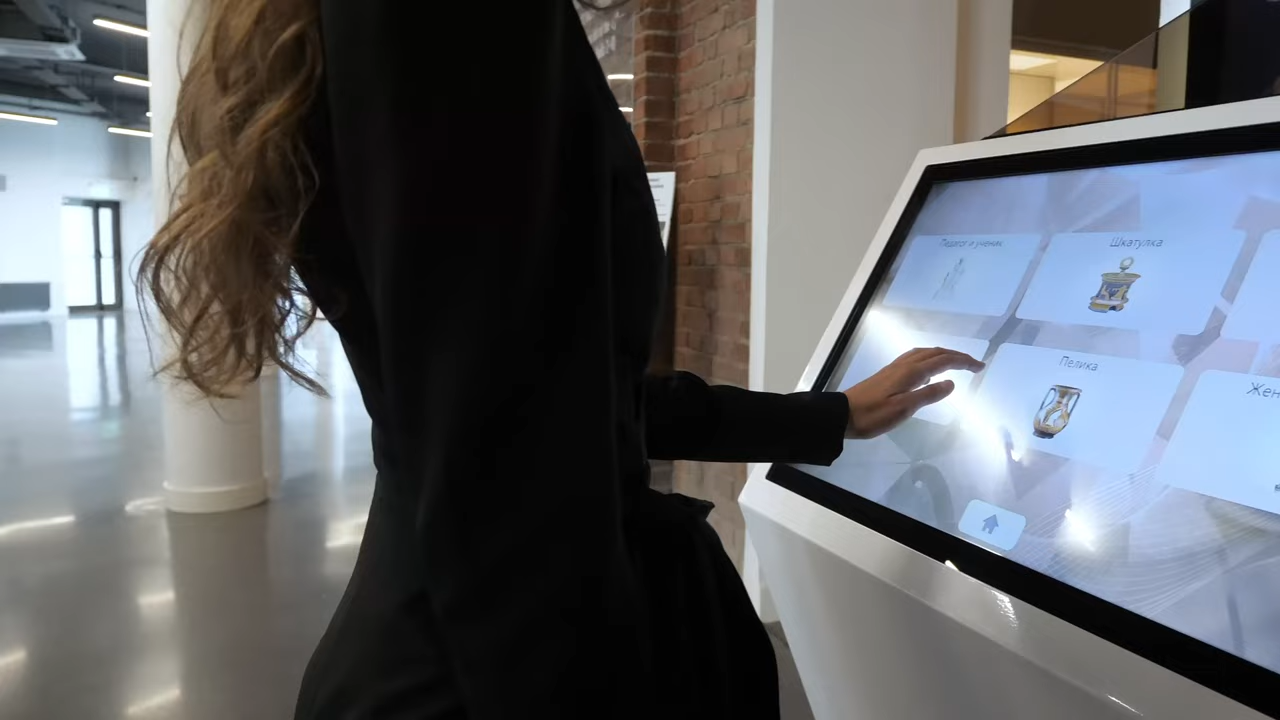 Педагог и ученик
Шкатулка
Пелика
Жен